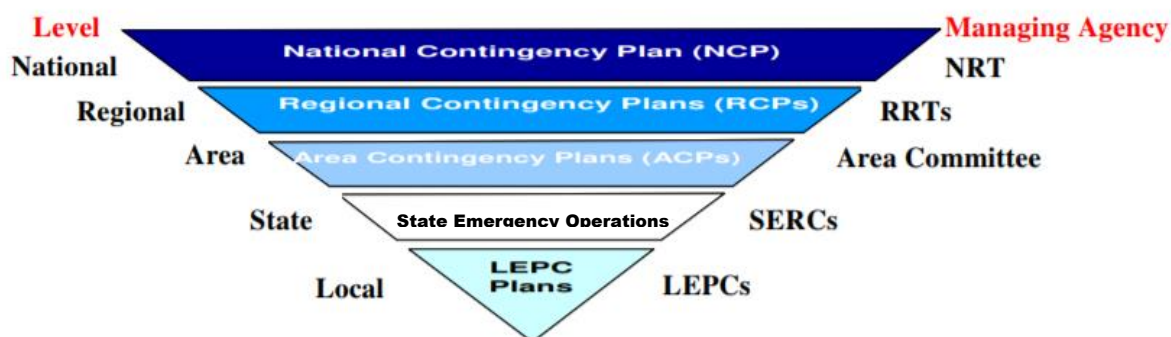 Level
Managing Agency
National Contingency Plan (NCP)
National
NRT
Regional Contingency Plans (RCPs)
Regional
RRTs
Area
Area Contingency Plans (ACPs)
Area Committee
State
State Emergency Operations
SERCs
LEPC
Plans
Local
LEPCs